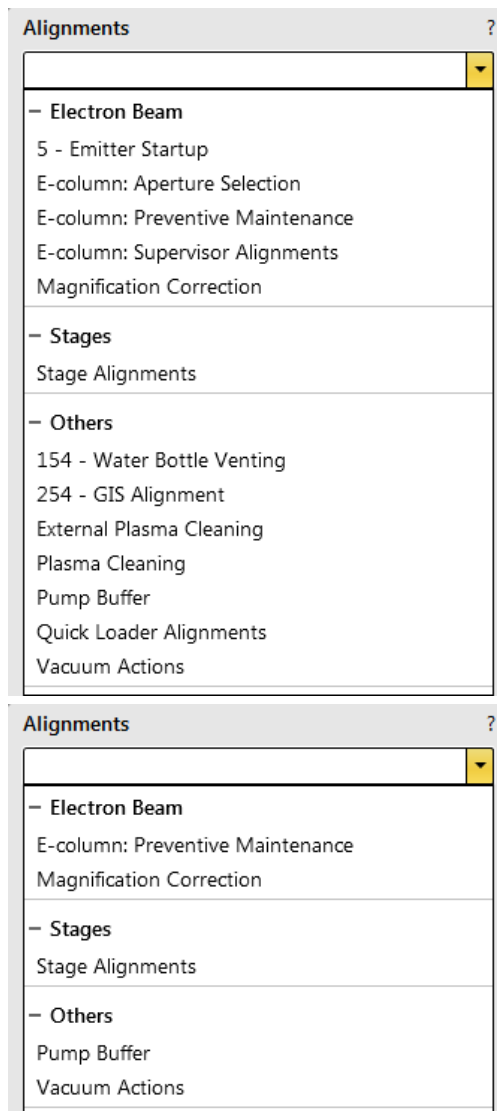 Alignments ?
− Electron Beam
5 - Emitter Startup
E-column: Aperture Selection
E-column: Preventive Maintenance
E-column: Supervisor Alignments
Magnification Correction
− Stages
Stage Alignments
− Others
154 - Water Bottle Venting
254 - GIS Alignment
External Plasma Cleaning
Plasma Cleaning
Pump Buffer
Quick Loader Alignments
Vacuum Actions
Alignments ?
− Electron Beam
E-column: Preventive Maintenance
Magnification Correction
− Stages
Stage Alignments
− Others
Pump Buffer
Vacuum Actions